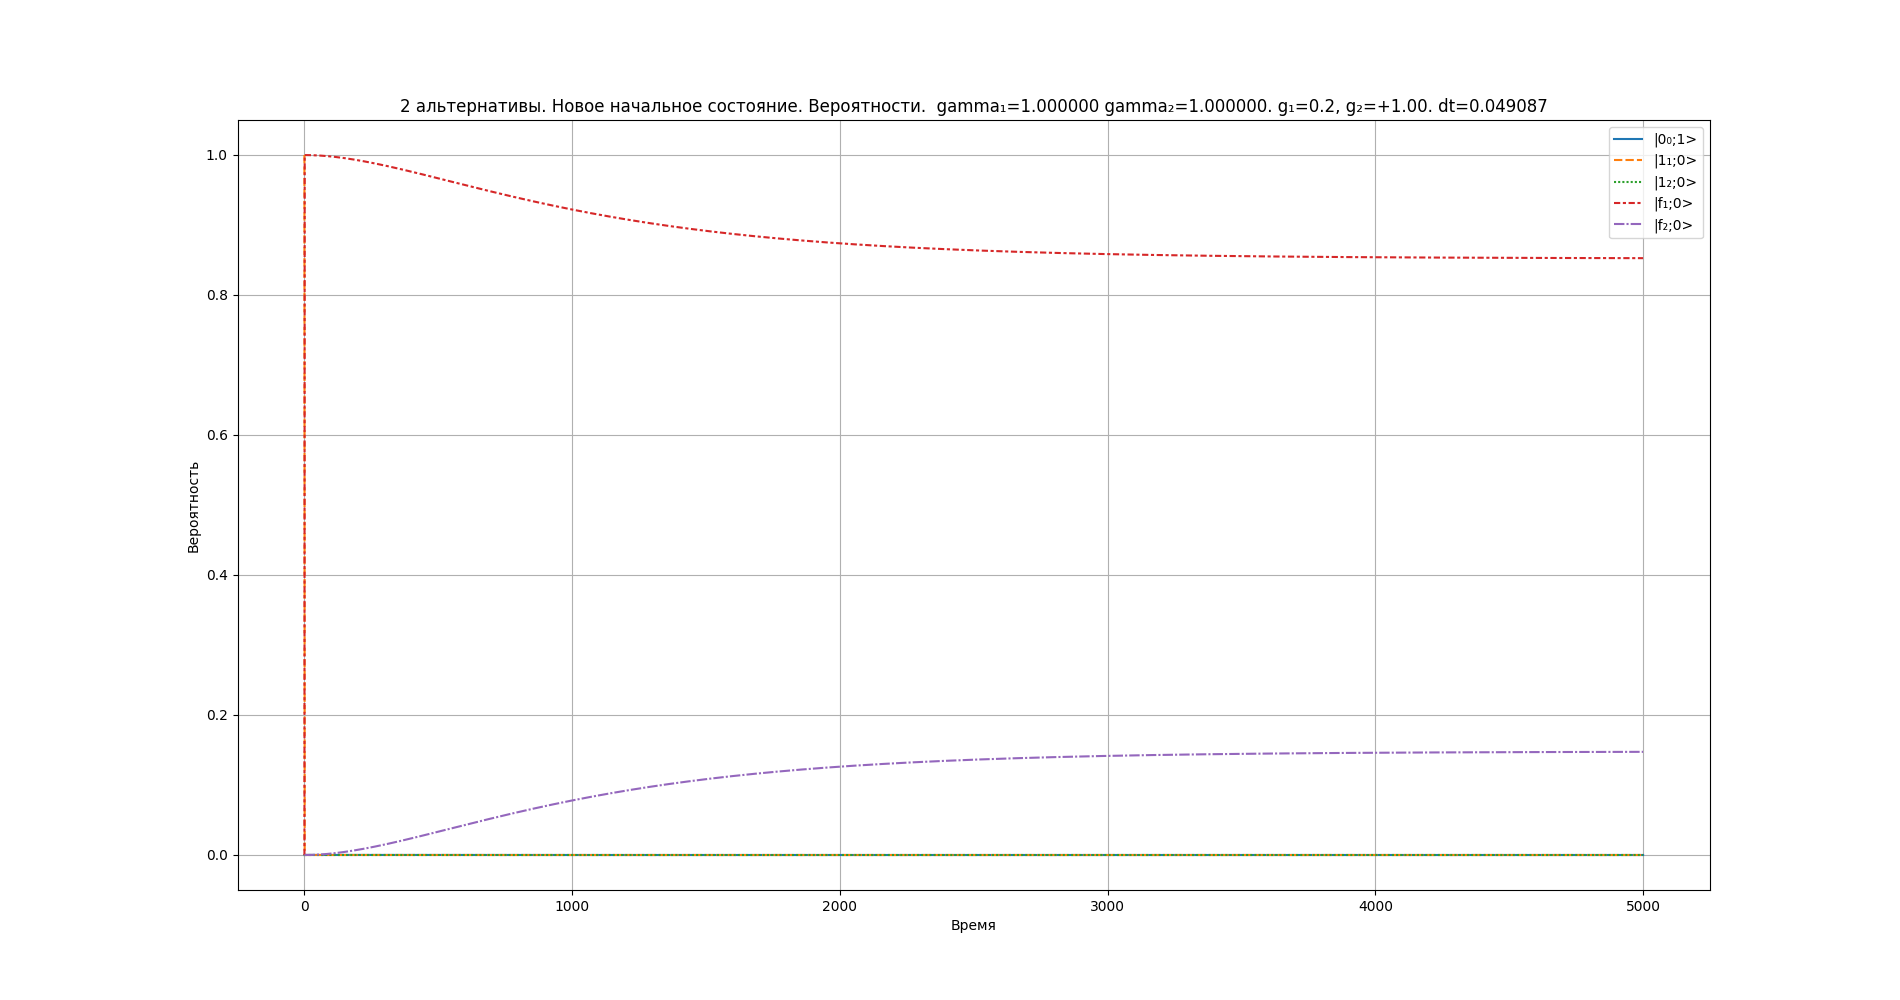 2 альтернативы. Новое начальное состояние. Вероятности.  gamma₁=1.000000 gamma₂=1.000000. g₁=0.2, g₂=+1.00. dt=0.049087
|0₀;1>
|1₁;0>
|1₂;0>
|f₁;0>
|f₂;0>
1.0
0.8
0.6
0.4
0.2
0.0
Вероятность
0 1000 2000 3000 4000 5000
Время